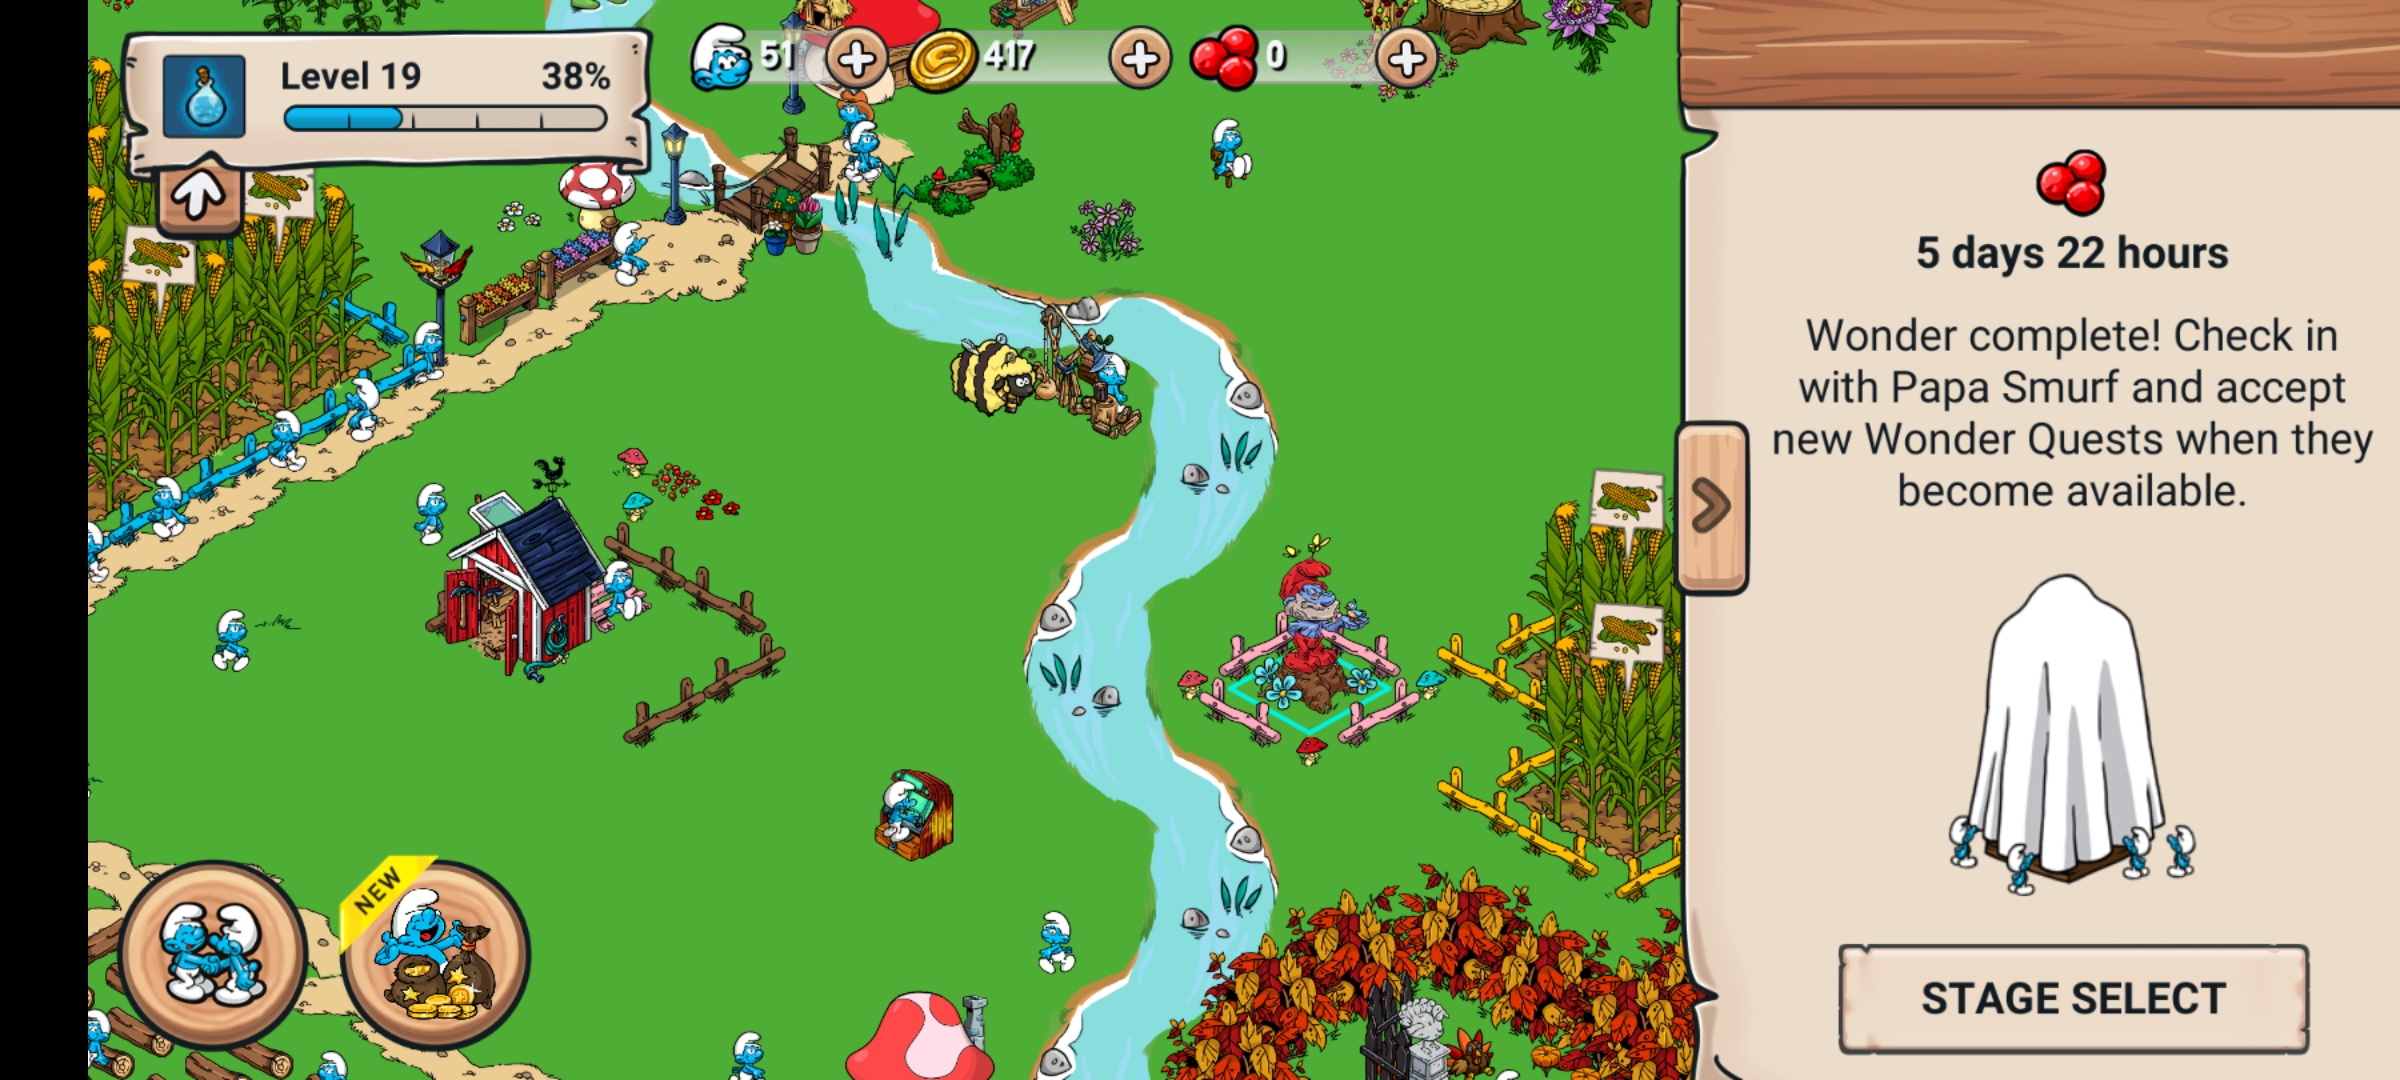 Level 19 38%
51
417
0
5 days 22 hours
Wonder complete! Check in
with Papa Smurf and accept
new Wonder Quests when they
become available.
NEW
STAGE SELECT